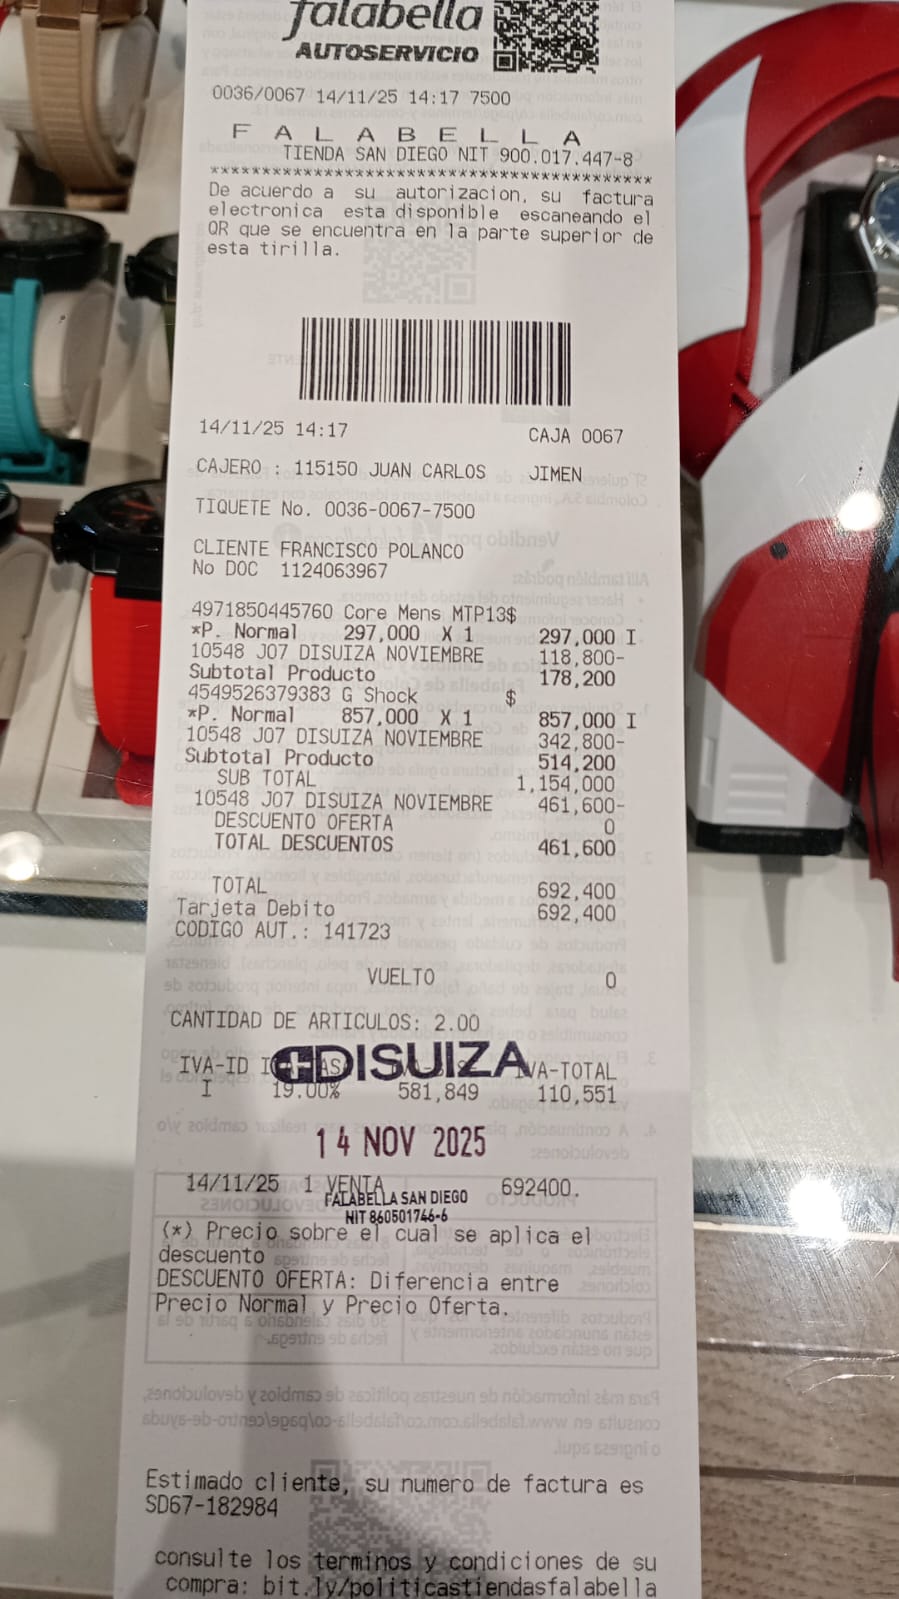 falabella
AUTOSERVICIO
0036/0067 14/11/25 14:17 7500
F A L A B E L L A
TIENDA SAN DIEGO NIT 900.017.447-8
******************************************
De acuerdo a su autorizacion, su factura
electronica esta disponible escaneando el
QR que se encuentra en la parte superior de
esta tirilla.
14/11/25 14:17 CAJA 0067
CAJERO : 115150 JUAN CARLOS JIMEN
TIQUETE No. 0036-0067-7500
CLIENTE FRANCISCO POLANCO
No DOC 1124063967
4971850445760 Core Mens MTP13$
*P. Normal 297,000 X 1 297,000 I
10548 J07 DISUIZA NOVIEMBRE 118,800-
Subtotal Producto 178,200
4549526379383 G Shock $
*P. Normal 857,000 X 1 857,000 I
10548 J07 DISUIZA NOVIEMBRE 342,800-
Subtotal Producto 514,200
SUB TOTAL 1,154,000
10548 J07 DISUIZA NOVIEMBRE 461,600-
DESCUENTO OFERTA 0
TOTAL DESCUENTOS 461,600
TOTAL 692,400
Tarjeta Debito 692,400
CODIGO AUT.: 141723
VUELTO 0
CANTIDAD DE ARTICULOS: 2.00
DISUIZA
IVA-ID IVA-TOTAL
I 19.00% 581,849 110,551
14 NOV 2025
14/11/25 1 VENTA 692400.
FALABELLA SAN DIEGO
NIT 860501746-6
(*) Precio sobre el cual se aplica el
descuento
DESCUENTO OFERTA: Diferencia entre
Precio Normal y Precio Oferta.
Estimado cliente, su numero de factura es
SD67-182984
consulte los terminos y condiciones de su
compra: bit.ly/politicastiendasfalabella